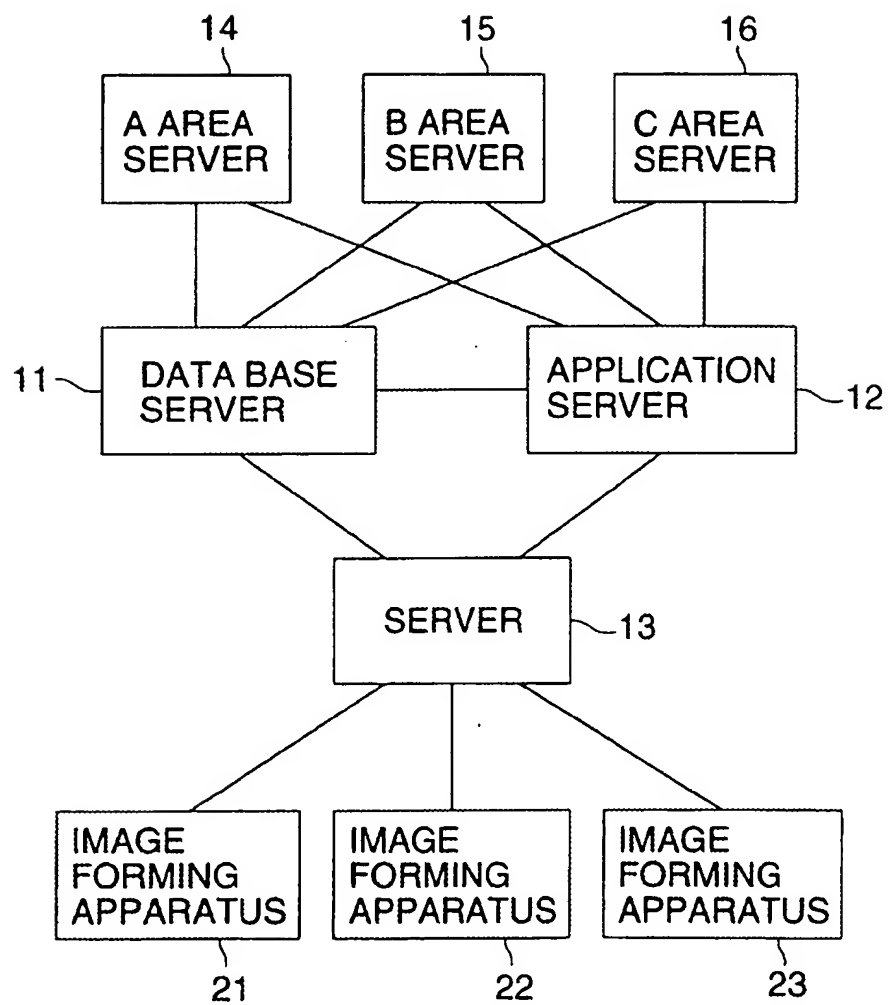 14
15
16
A AREA
SERVER
B AREA
SERVER
C AREA
SERVER
11
DATA BASE
SERVER
APPLICATION
SERVER
12
SERVER
13
IMAGE
FORMING
APPARATUS
IMAGE
FORMING
APPARATUS
IMAGE
FORMING
APPARATUS
21
22
23